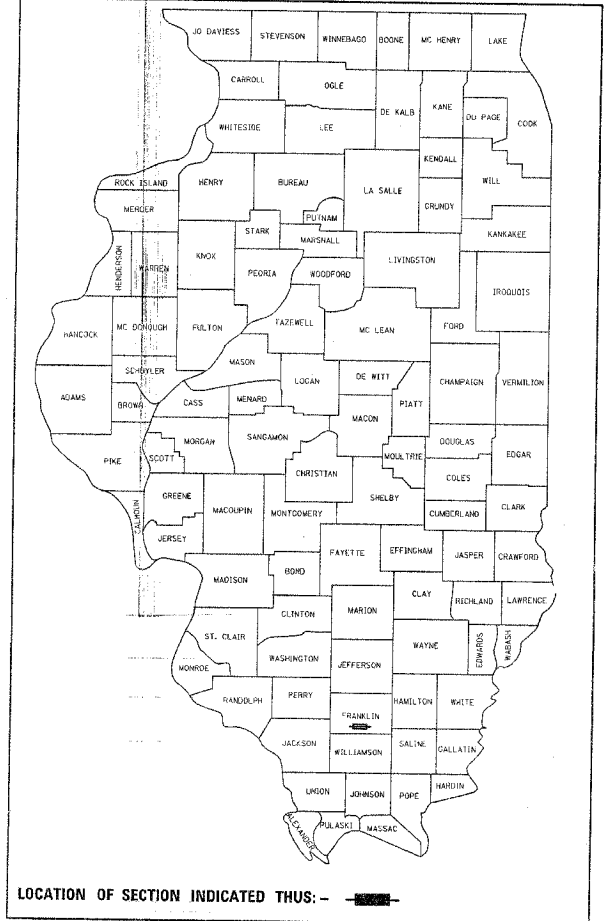 JO DAVIESS STEVENSON WINNEBAGO BOONE MC HENRY LAKE
CARROLL OGLE DE KALB KANE DU PAGE COOK
WHITESIDE LEE
KENDALL
ROCK ISLAND HENRY BUREAU LA SALLE GRUNDY WILL
MERCER PUTNAM KANKAKEE
STARK MARSHALL
HENDERSON WARREN KNOX PEORIA WOODFORD LIVINGSTON IROQUOIS
HANCOCK MC DONOUGH FULTON TAZEWELL MC LEAN FORD
SCHUYLER MASON LOGAN DE WITT CHAMPAIGN VERMILION
ADAMS BROWN CASS MENARD MACON PIATT
PIKE SCOTT MORGAN SANGAMON MOULTRIE DOUGLAS EDGAR
CHRISTIAN COLES
CALHOUN GREENE MACOUPIN MONTGOMERY SHELBY CUMBERLAND CLARK
JERSEY FAYETTE EFFINGHAM JASPER CRAWFORD
MADISON BOND
CLINTON MARION CLAY RICHLAND LAWRENCE
ST. CLAIR WAYNE EDWARDS WABASH
MONROE WASHINGTON JEFFERSON
RANDOLPH PERRY HAMILTON WHITE
FRANKLIN
JACKSON WILLIAMSON SALINE GALLATIN
UNION JOHNSON POPE HARDIN
ALEXANDER PULASKI MASSAC
LOCATION OF SECTION INDICATED THUS: -